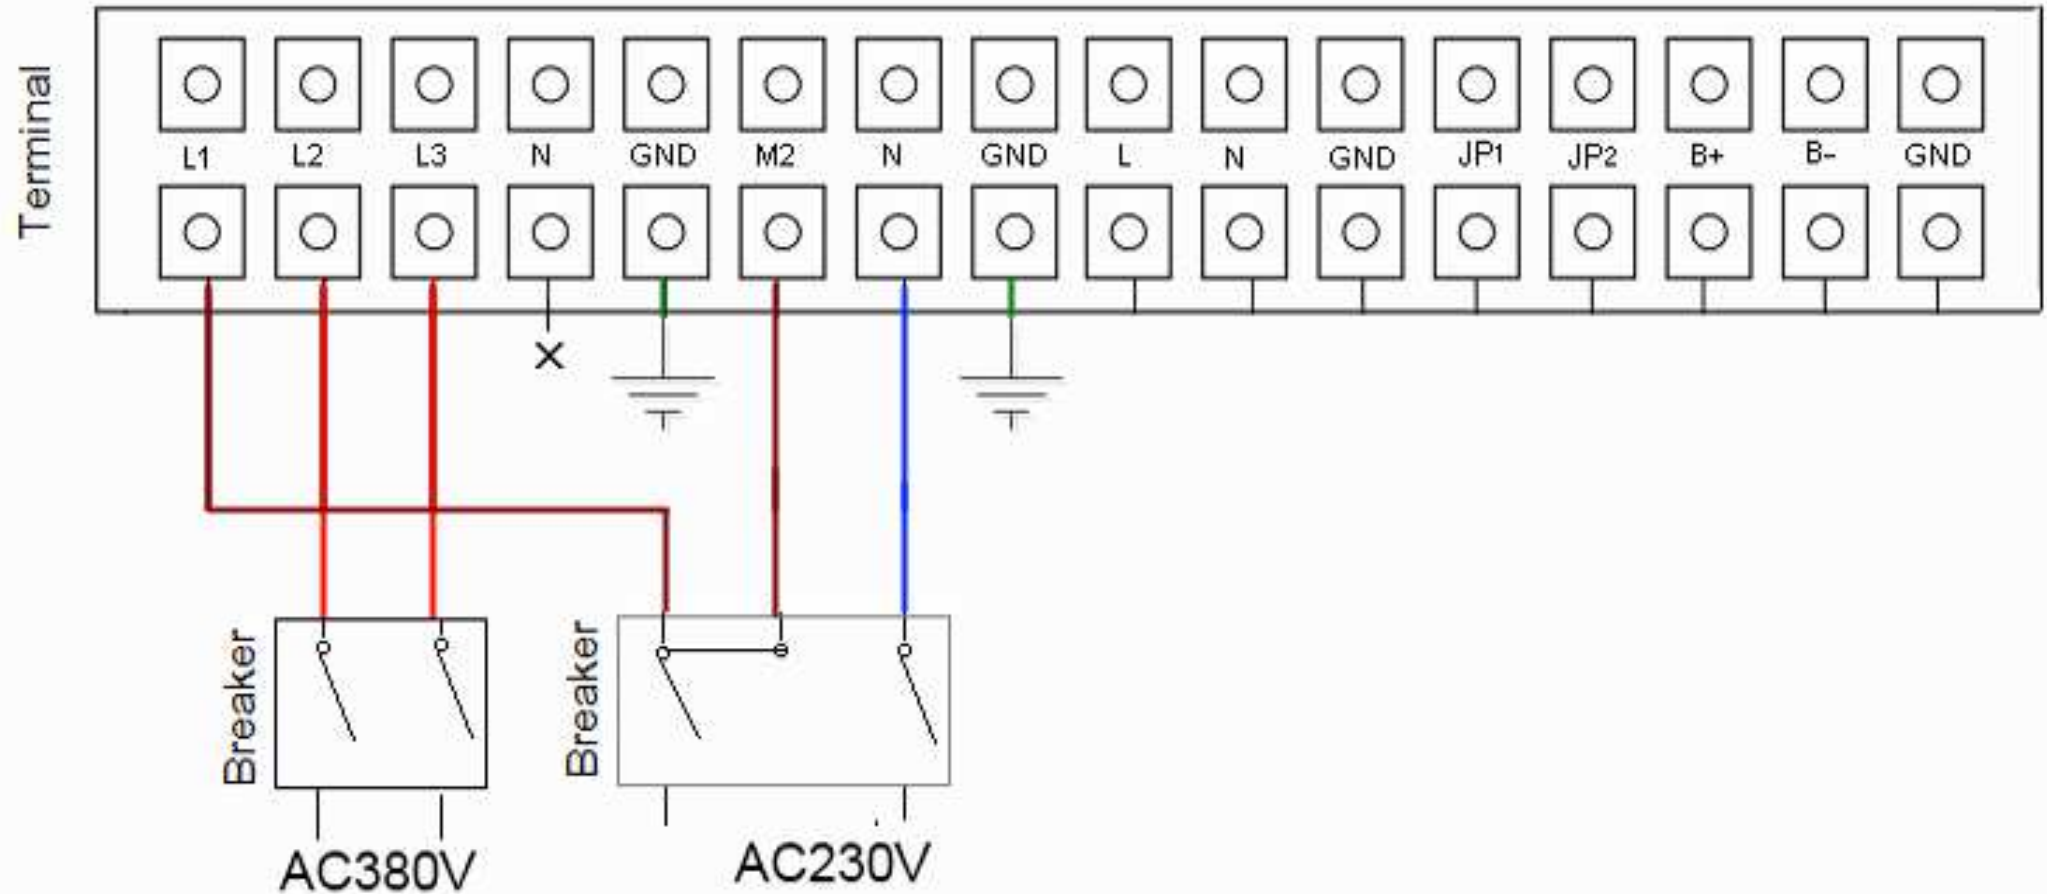 Terminal
L1 L2 L3 N GND M2 N GND L N GND JP1 JP2 B+ B- GND
Breaker
Breaker
AC380V
AC230V